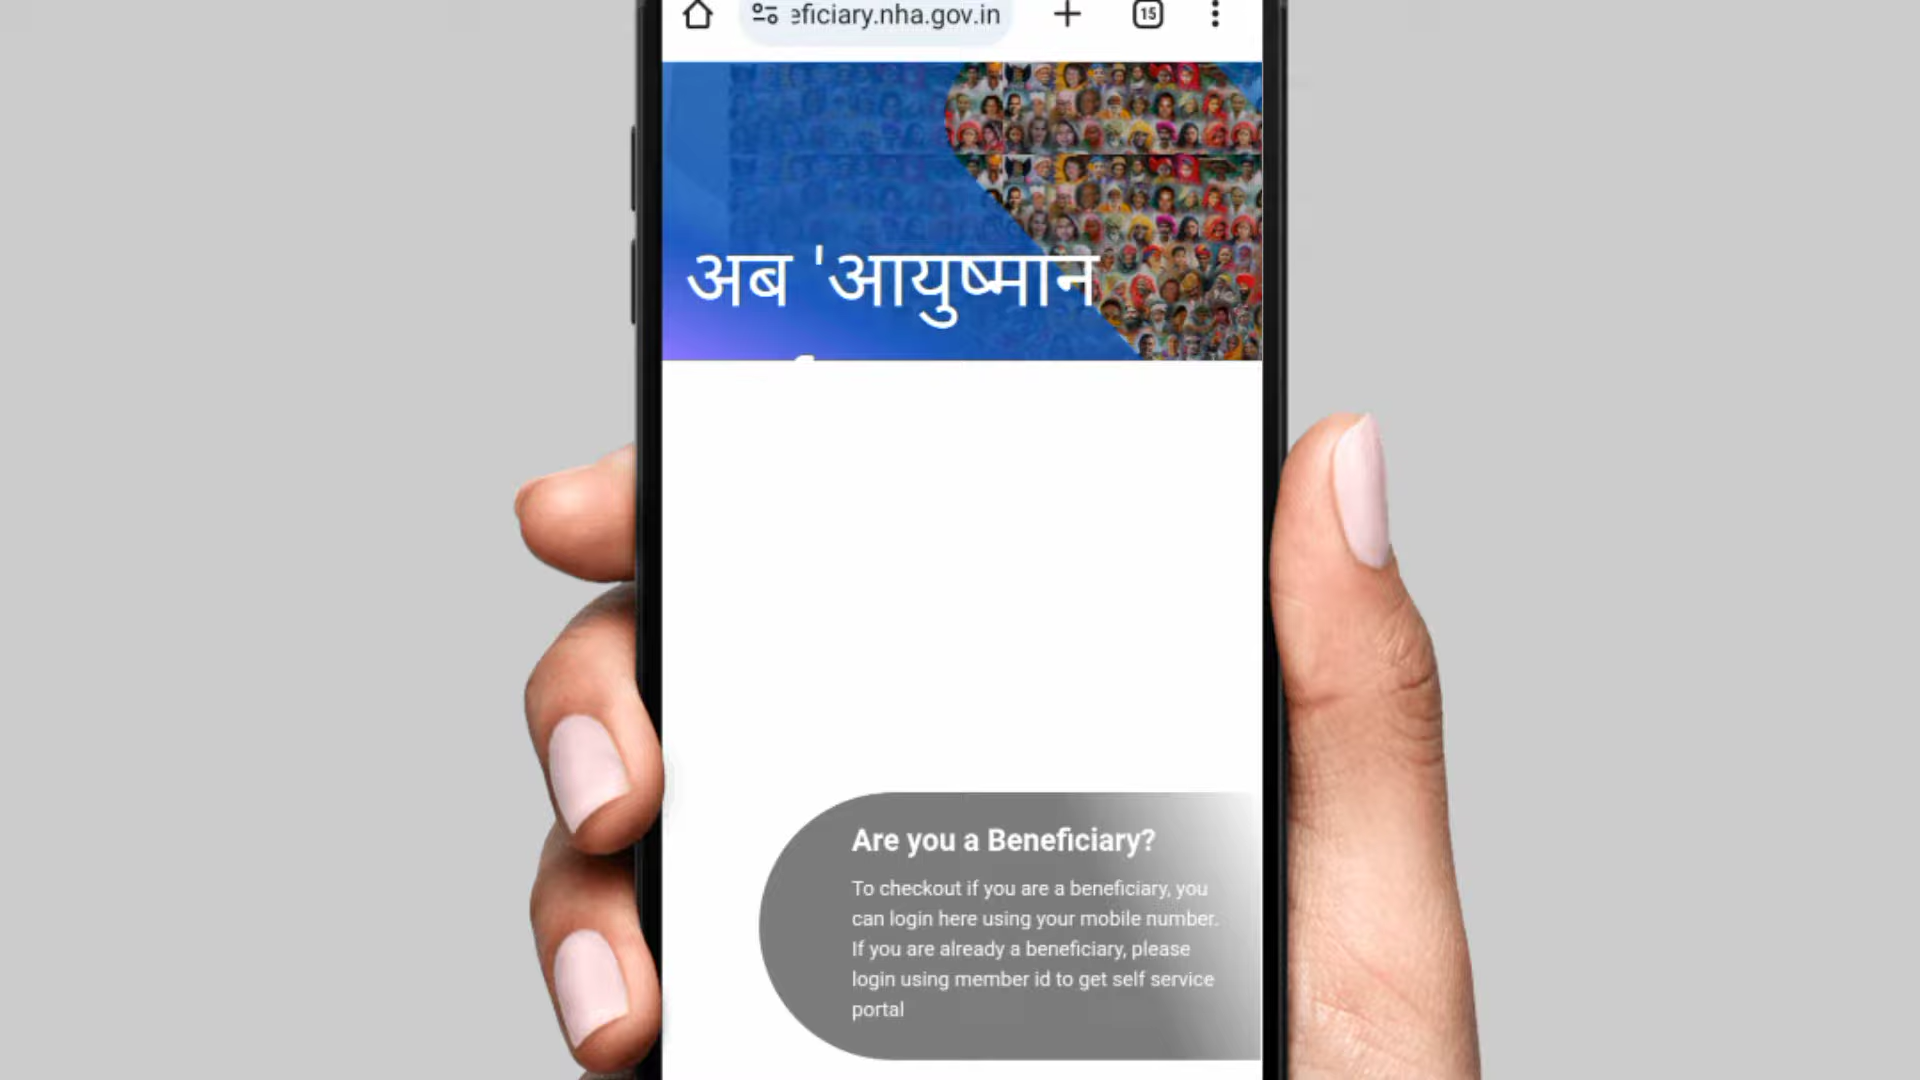 eficiary.nha.gov.in
15
अब 'आयुष्मान
Are you a Beneficiary?
To checkout if you are a beneficiary, you
can login here using your mobile number.
If you are already a beneficiary, please
login using member id to get self service
portal